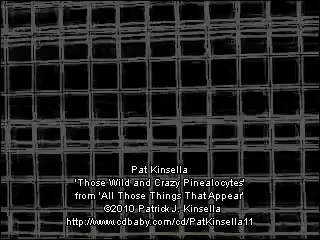 Pat Kinsella
'Those Wild and Crazy Pinealocytes'
from 'All Those Things That Appear'
©2010 Patrick J. Kinsella
http://www.cdbaby.com/cd/PatKinsella11